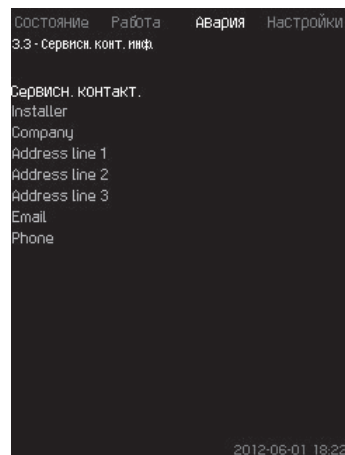 Состояние Работа Авария Настройки
3.3 - Сервисн. конт. инф.
Сервисн. контакт.
Installer
Company
Address line 1
Address line 2
Address line 3
Email
Phone
2012-06-01 18:22